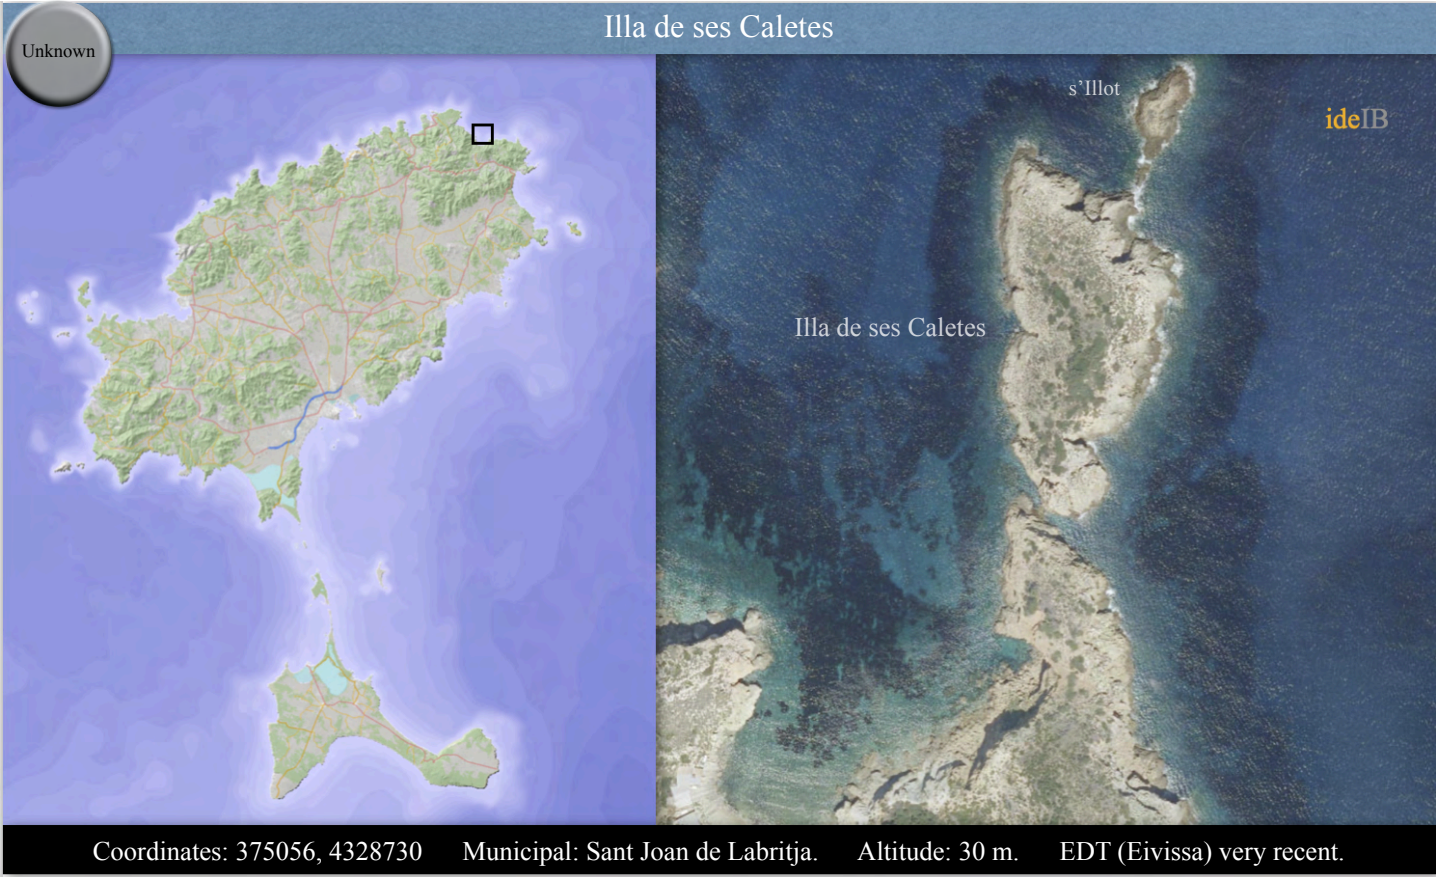 Illa de ses Caletes
Unknown
s'Illot
ideIB
Illa de ses Caletes
Coordinates: 375056, 4328730 Municipal: Sant Joan de Labritja. Altitude: 30 m. EDT (Eivissa) very recent.